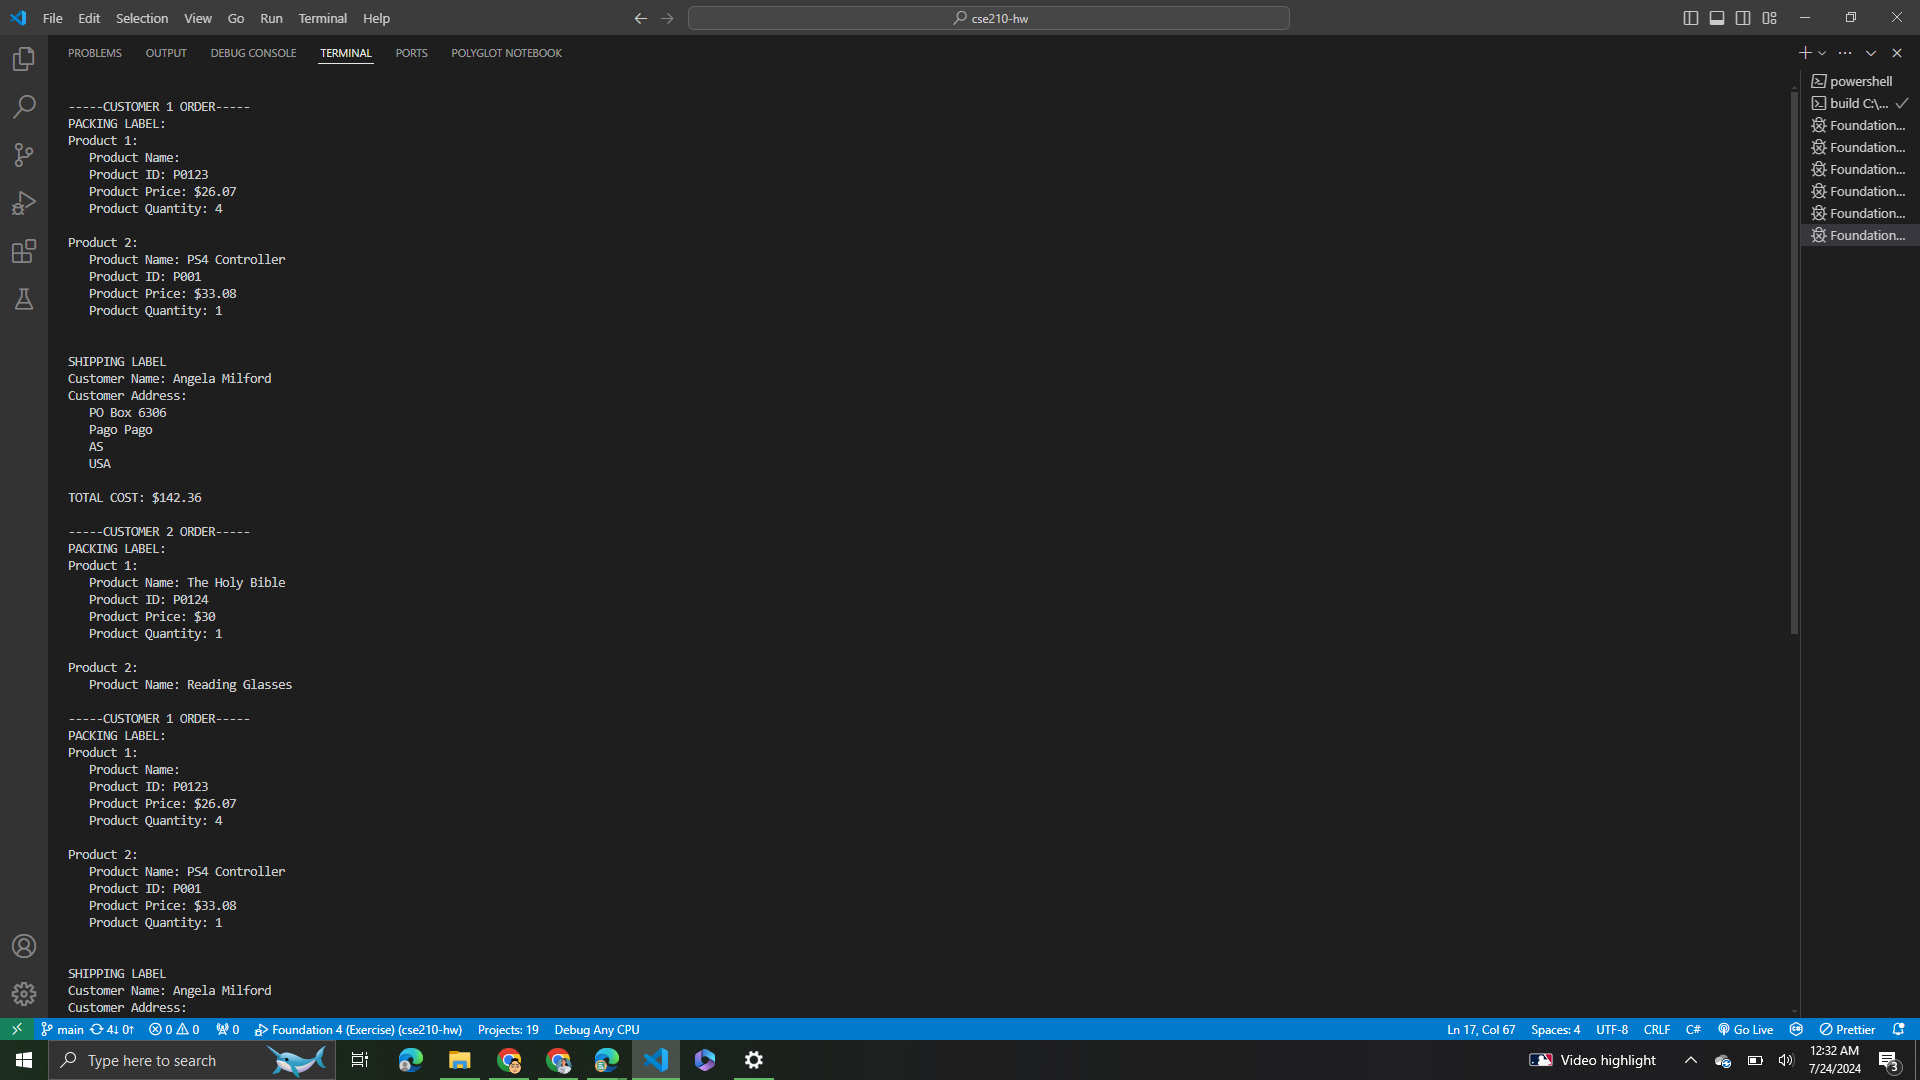 File Edit Selection View Go Run Terminal Help
cse210-hw
PROBLEMS OUTPUT DEBUG CONSOLE TERMINAL PORTS POLYGLOT NOTEBOOK
-----CUSTOMER 1 ORDER-----
PACKING LABEL:
Product 1:
Product Name:
Product ID: P0123
Product Price: $26.07
Product Quantity: 4
Product 2:
Product Name: PS4 Controller
Product ID: P001
Product Price: $33.08
Product Quantity: 1
SHIPPING LABEL
Customer Name: Angela Milford
Customer Address:
PO Box 6306
Pago Pago
AS
USA
TOTAL COST: $142.36
-----CUSTOMER 2 ORDER-----
PACKING LABEL:
Product 1:
Product Name: The Holy Bible
Product ID: P0124
Product Price: $30
Product Quantity: 1
Product 2:
Product Name: Reading Glasses
-----CUSTOMER 1 ORDER-----
PACKING LABEL:
Product 1:
Product Name:
Product ID: P0123
Product Price: $26.07
Product Quantity: 4
Product 2:
Product Name: PS4 Controller
Product ID: P001
Product Price: $33.08
Product Quantity: 1
SHIPPING LABEL
Customer Name: Angela Milford
Customer Address:
powershell
build C:\...
Foundation...
Foundation...
Foundation...
Foundation...
Foundation...
Foundation...
main 4↓ 0↑ 0 0 0 Foundation 4 (Exercise) (cse210-hw) Projects: 19 Debug Any CPU
Ln 17, Col 67 Spaces: 4 UTF-8 CRLF C# Go Live Prettier
Type here to search
Video highlight
12:32 AM
7/24/2024
3